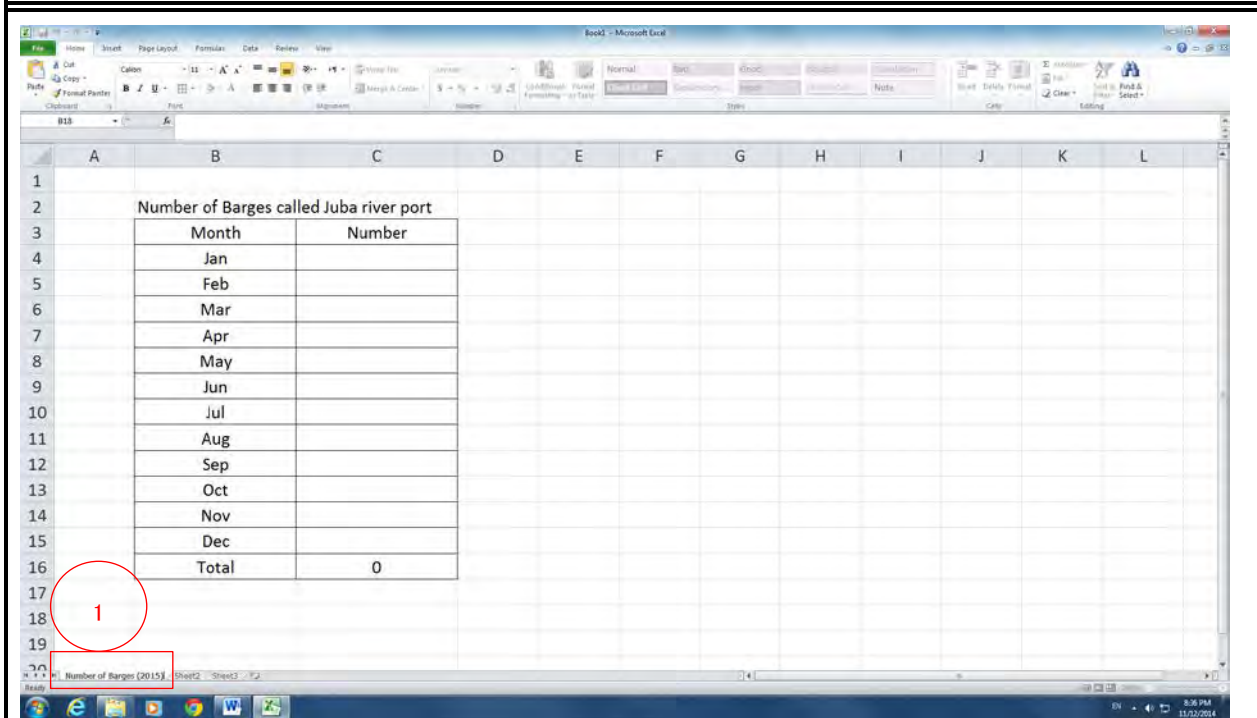 Book1 - Microsoft Excel
File Home Insert Page Layout Formulas Data Review View
Cut
Copy
Format Painter
Paste
Calibri 11
Merge & Center
Normal
Note
Clear
Find & Select
Clipboard Font Alignment Number Styles Cells Editing
B18 fx
A B C D E F G H I J K L
1
2 Number of Barges called Juba river port
3 Month Number
4 Jan
5 Feb
6 Mar
7 Apr
8 May
9 Jun
10 Jul
11 Aug
12 Sep
13 Oct
14 Nov
15 Dec
16 Total 0
17
18
1
19
20
Number of Barges (2015) Sheet2 Sheet3
Ready
EN 8:36 PM
11/12/2014